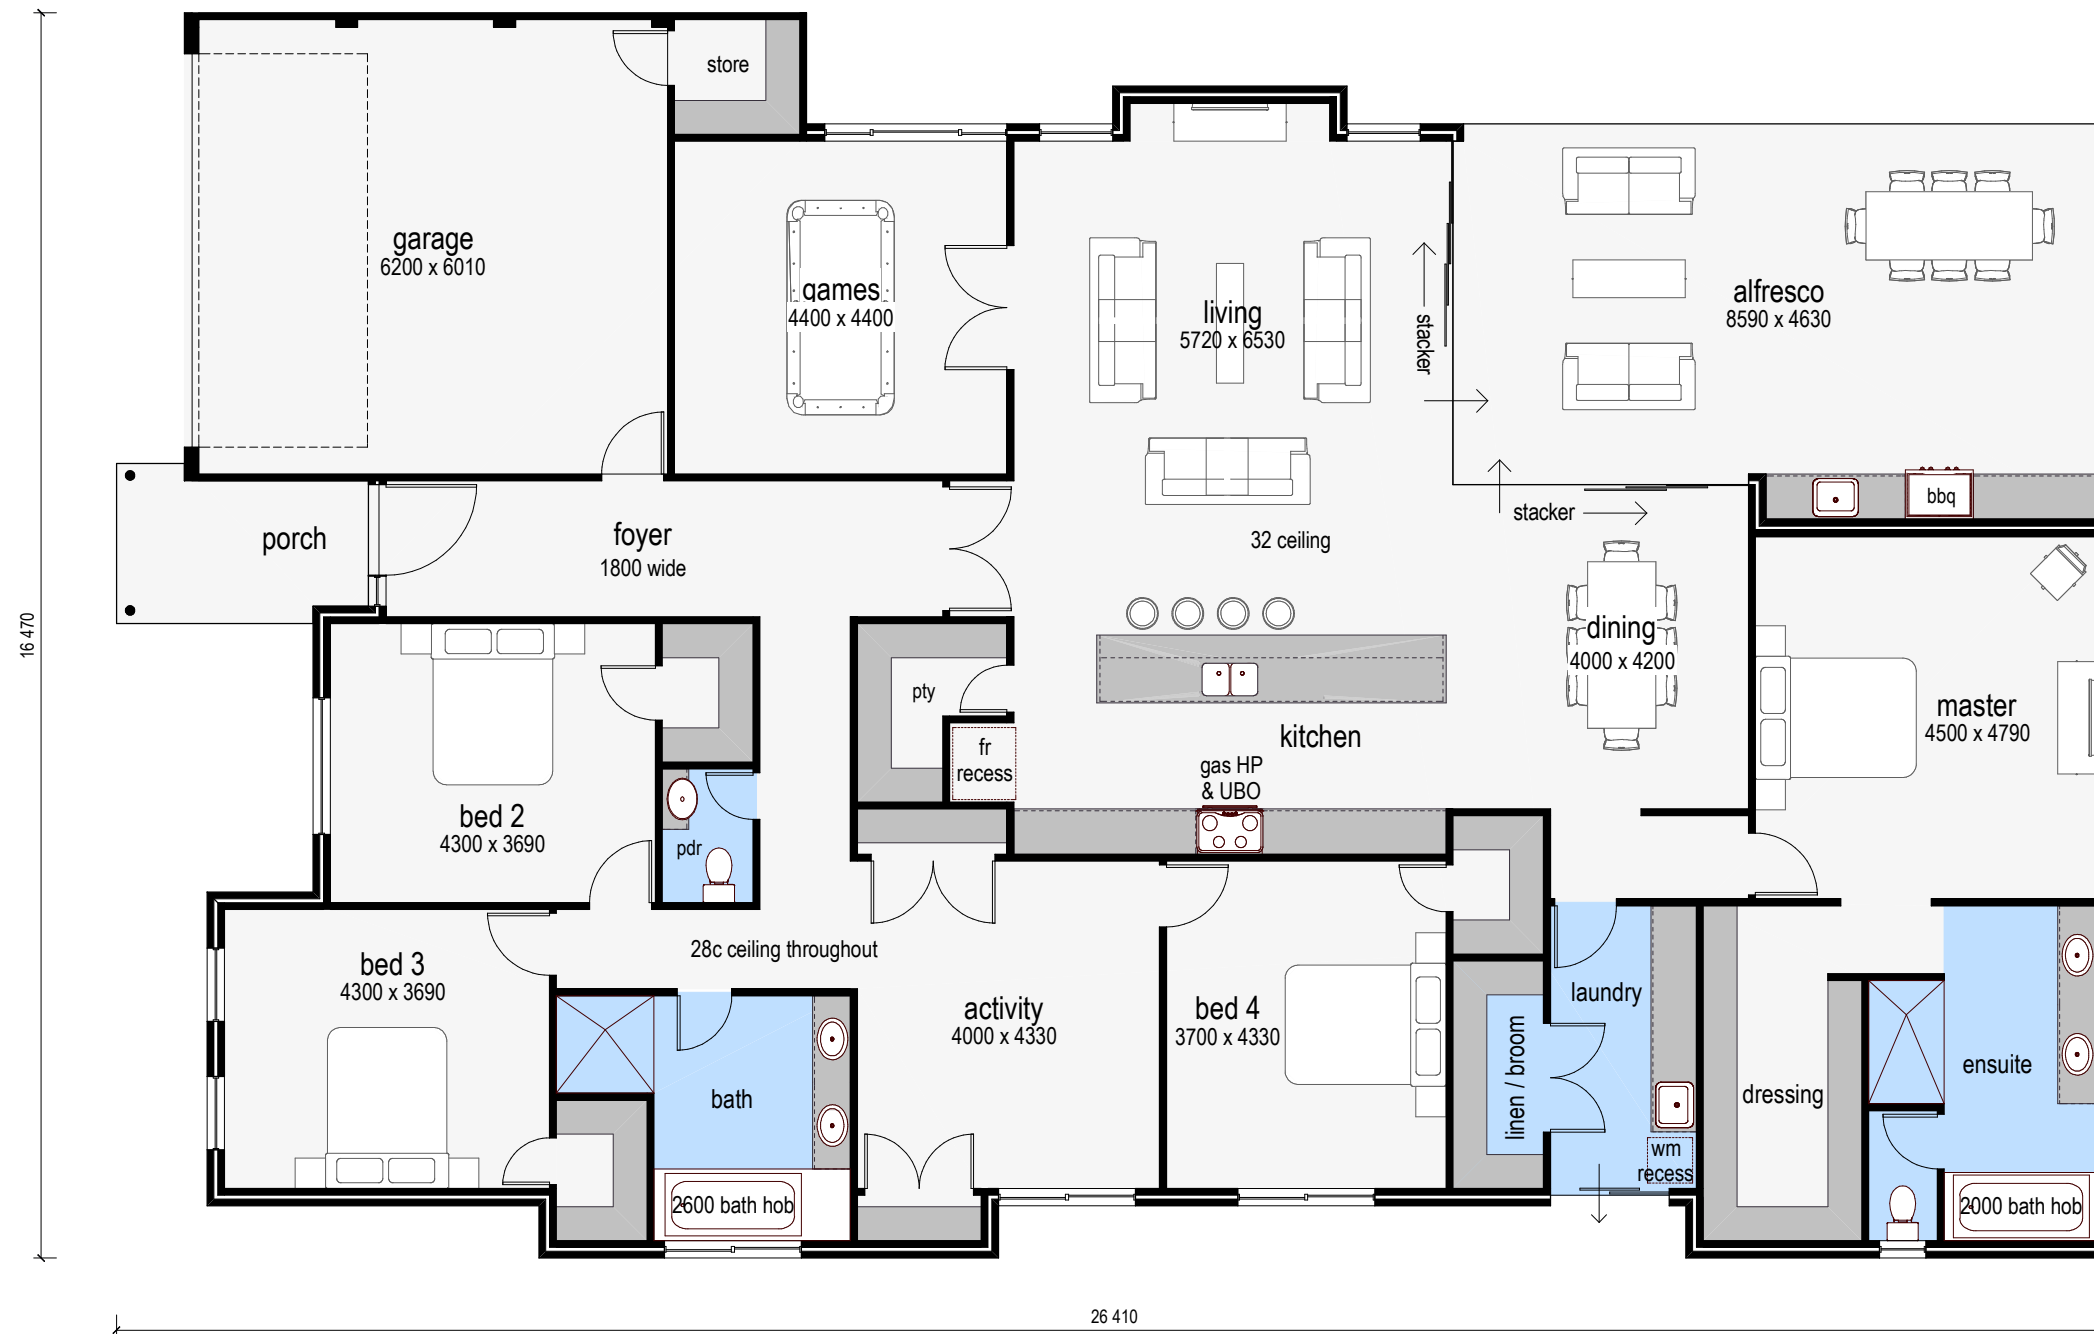 store
garage
6200 x 6010
games
4400 x 4400
living
5720 x 6530
stacker
alfresco
8590 x 4630
bbq
stacker
porch
foyer
1800 wide
32 ceiling
dining
4000 x 4200
pty
fr
recess
kitchen
gas HP
& UBO
master
4500 x 4790
bed 2
4300 x 3690
pdr
16 470
28c ceiling throughout
bed 3
4300 x 3690
activity
4000 x 4330
bed 4
3700 x 4330
linen / broom
laundry
wm
recess
dressing
ensuite
bath
2600 bath hob
2000 bath hob
26 410